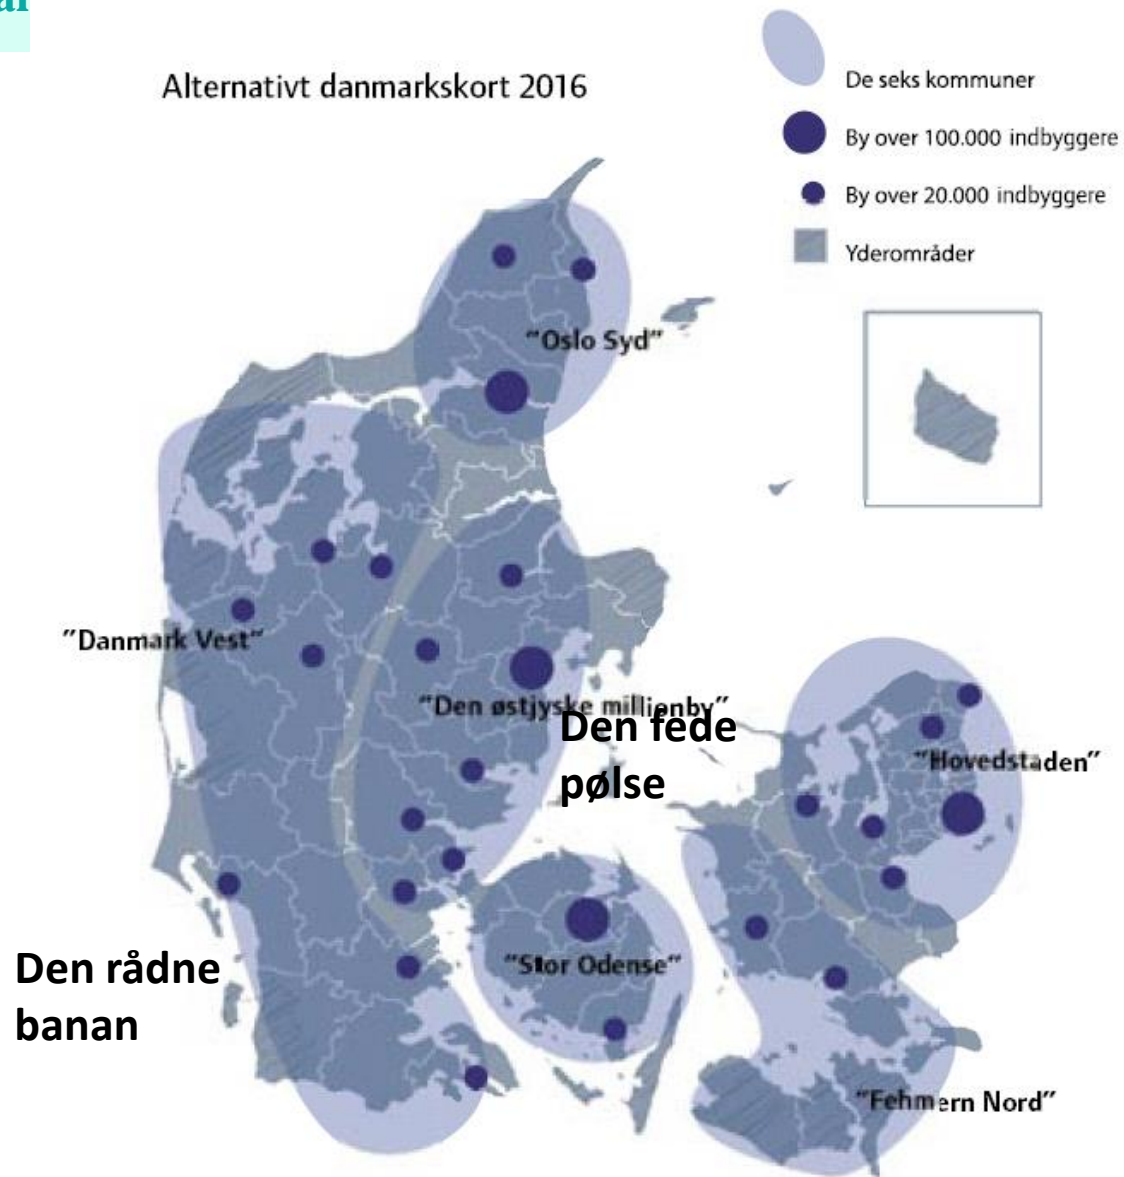 Alternativt danmarkskort 2016
De seks kommuner
By over 100.000 indbyggere
By over 20.000 indbyggere
Yderområder
"Oslo Syd"
"Danmark Vest"
"Den østjyske millionby"
Den fede
pølse
"Hovedstaden"
"Stor Odense"
Den rådne
banan
"Fehmern Nord"